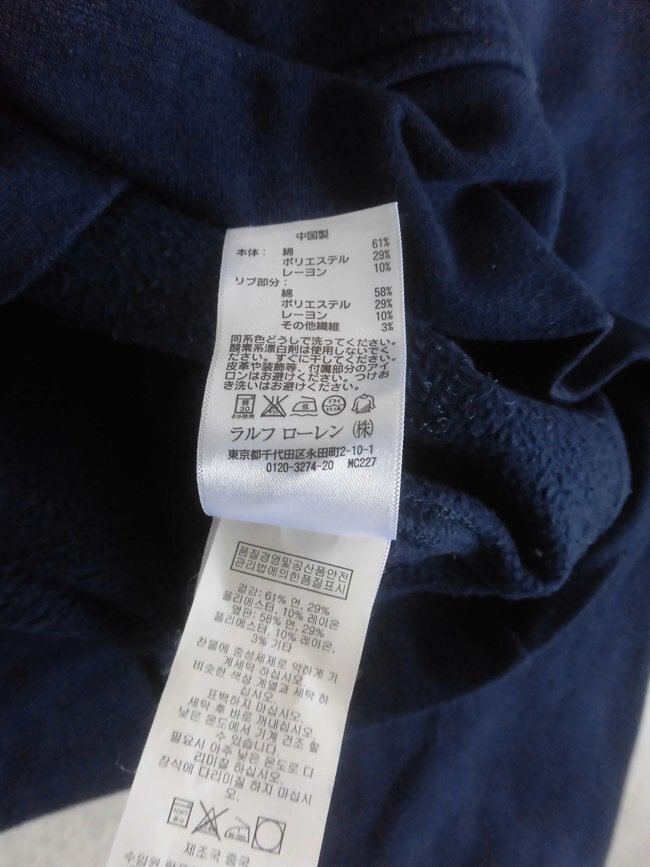 中国製
本体： 綿 61%
ポリエステル 29%
レーヨン 10%
リブ部分：
綿 58%
ポリエステル 29%
レーヨン 10%
その他繊維 3%
同系色どうしで洗ってください。
酸素系漂白剤は使用しないでく
ださい。すぐに干してください。
皮革や装飾等、付属部分のアイ
ロンはお避けください。つけお
き洗いはお避けください。
30
ネット使用
ドライ
ラルフ ローレン （株）
東京都千代田区永田町2-10-1
0120-3274-20 MC227
품질경영및공산품안전
관리법에의한품질표시
겉감: 61% 면, 29%
폴리에스터, 10% 레이온
옆판: 58% 면, 29%
폴리에스터, 10% 레이온,
3% 기타
찬물에 중성세제로 약하게 기
계세탁 하십시오.
비슷한 색상 계열과 세탁 하
십시오.
표백하지 마십시오.
세탁 후 바로 꺼내십시오.
낮은 온도에서 기계 건조 할
수 있습니다.
필요시 아주 낮은 온도로 다
리미질 하십시오.
장식에 다리미질 하지 마십시
오.
제조국 중국